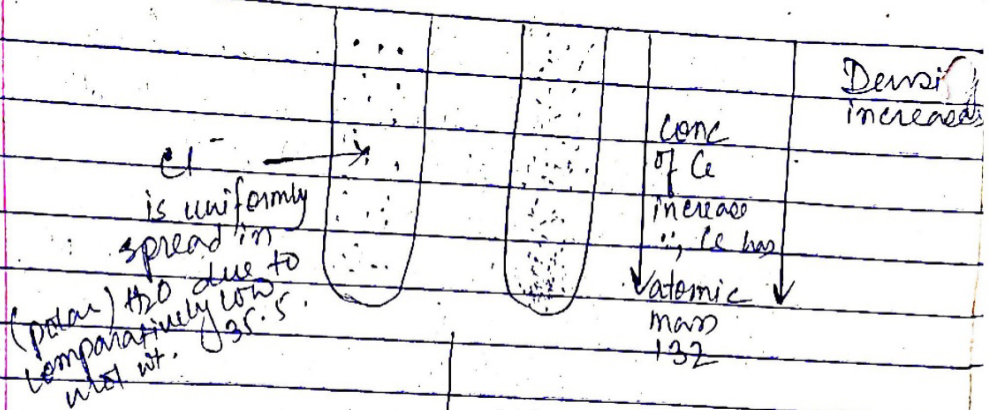 Cl⁻
is uniformly
spread in
(polar) H2O due to
comparatively low
mol wt. 35.5.
conc
of Ce
increase
∵, Cs has
atomic
mass
132
Density
increases